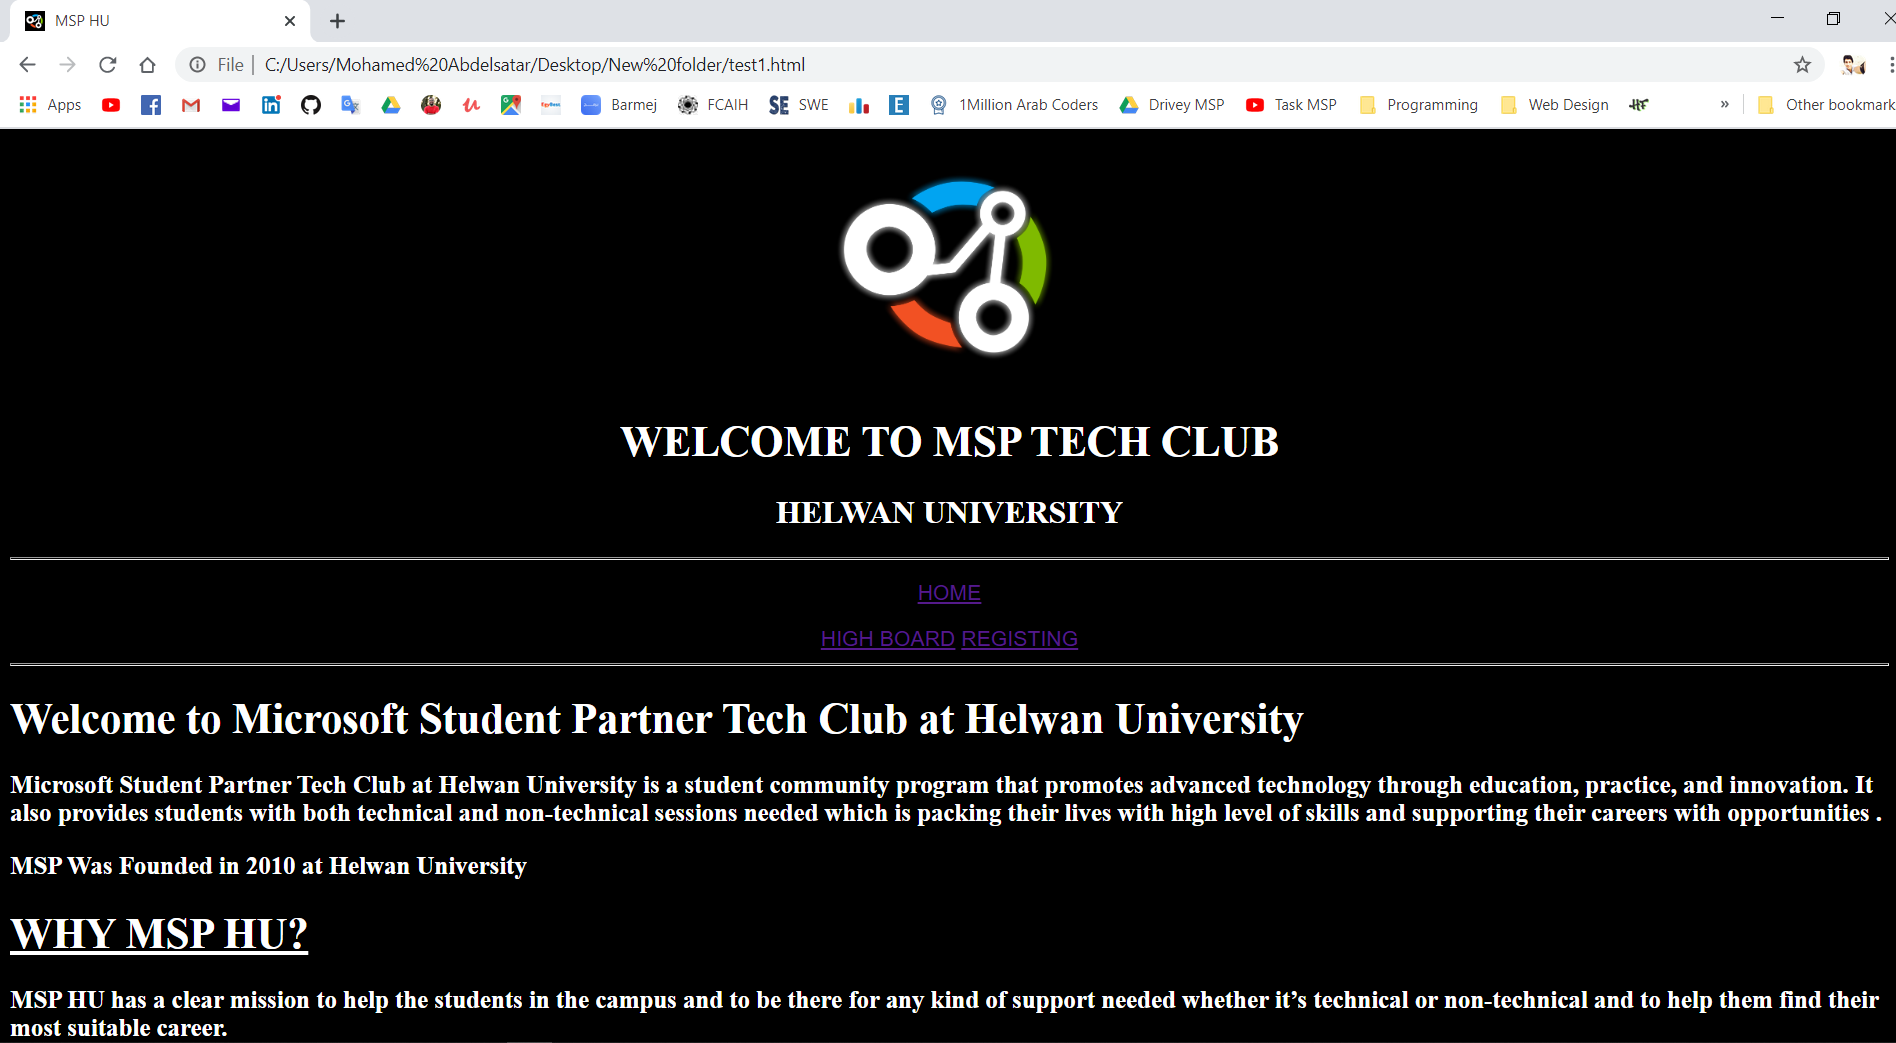 MSP HU
File
C:/Users/Mohamed%20Abdelsatar/Desktop/New%20folder/test1.html
Apps
Barmej
FCAIH
SE SWE
E
1Million Arab Coders
Drivey MSP
Task MSP
Programming
Web Design
»
Other bookmark
WELCOME TO MSP TECH CLUB
HELWAN UNIVERSITY
HOME
HIGH BOARD REGISTING
Welcome to Microsoft Student Partner Tech Club at Helwan University
Microsoft Student Partner Tech Club at Helwan University is a student community program that promotes advanced technology through education, practice, and innovation. It
also provides students with both technical and non-technical sessions needed which is packing their lives with high level of skills and supporting their careers with opportunities .
MSP Was Founded in 2010 at Helwan University
WHY MSP HU?
MSP HU has a clear mission to help the students in the campus and to be there for any kind of support needed whether it’s technical or non-technical and to help them find their
most suitable career.